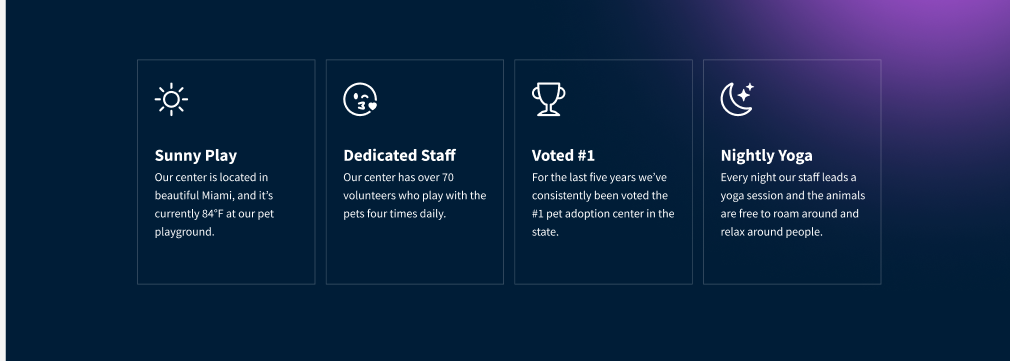 Sunny Play
Our center is located in
beautiful Miami, and it's
currently 84°F at our pet
playground.
Dedicated Staff
Our center has over 70
volunteers who play with the
pets four times daily.
Voted #1
For the last five years we've
consistently been voted the
#1 pet adoption center in the
state.
Nightly Yoga
Every night our staff leads a
yoga session and the animals
are free to roam around and
relax around people.